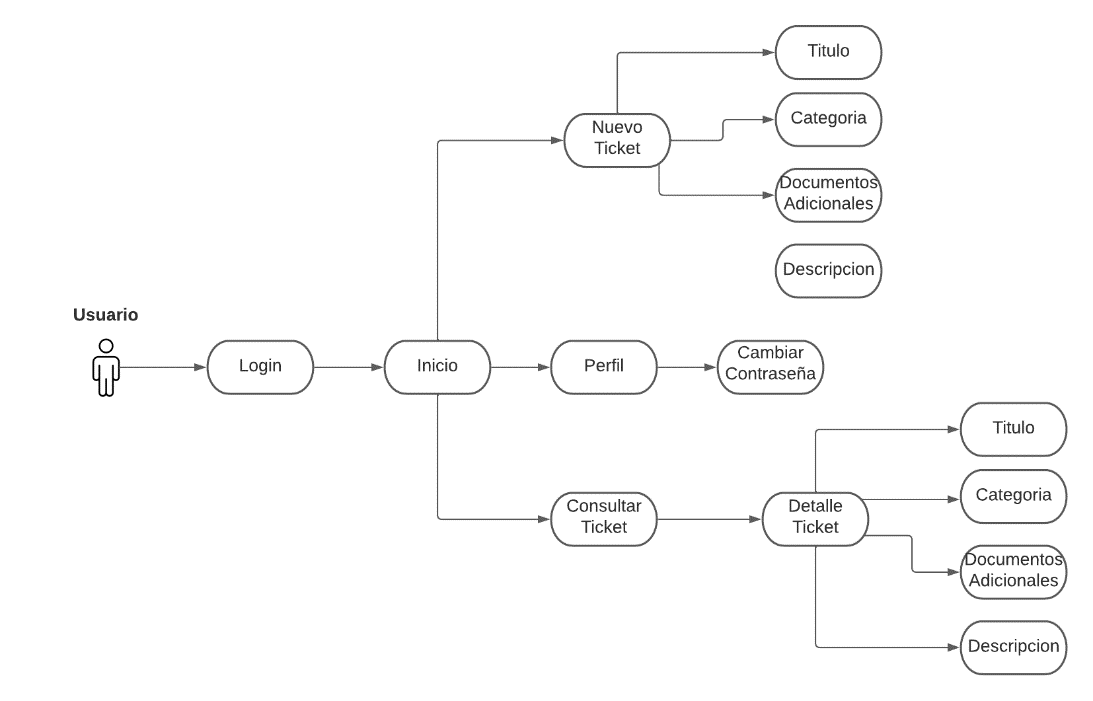 Titulo
Nuevo
Ticket
Categoria
Documentos
Adicionales
Descripcion
Usuario
Login
Inicio
Perfil
Cambiar
Contraseña
Titulo
Consultar
Ticket
Detalle
Ticket
Categoria
Documentos
Adicionales
Descripcion